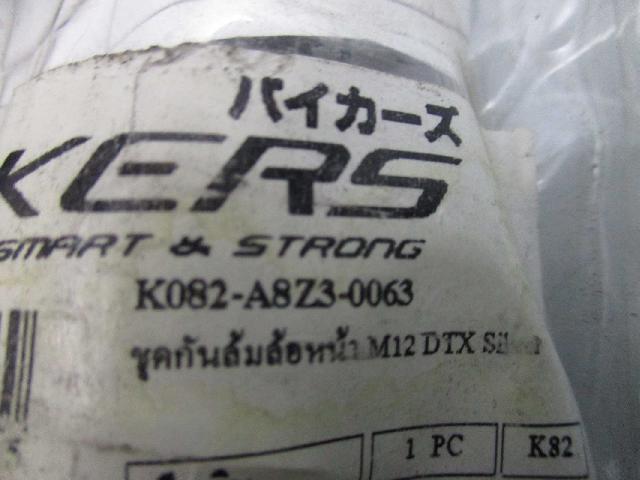 バイカーズ
KERS
SMART & STRONG
K082-A8Z3-0063
ชุดกันล้มล้อหน้า M12 DTX
1 PC
K82